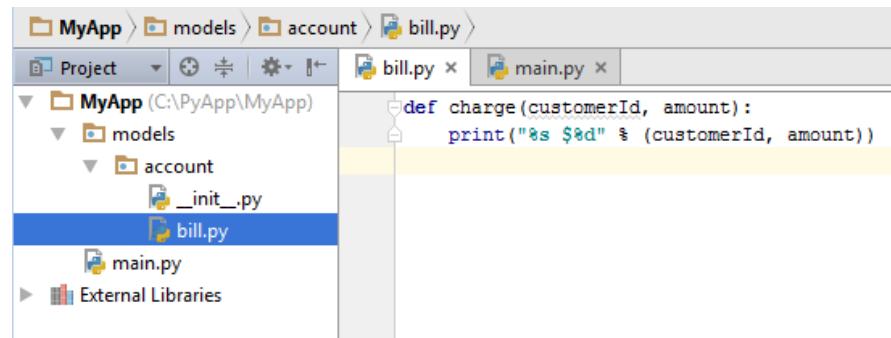 MyApp models account bill.py
Project
bill.py × main.py ×
MyApp (C:\PyApp\MyApp)
models
account
__init__.py
bill.py
main.py
External Libraries
def charge(customerId, amount):
print("%s $%d" % (customerId, amount))